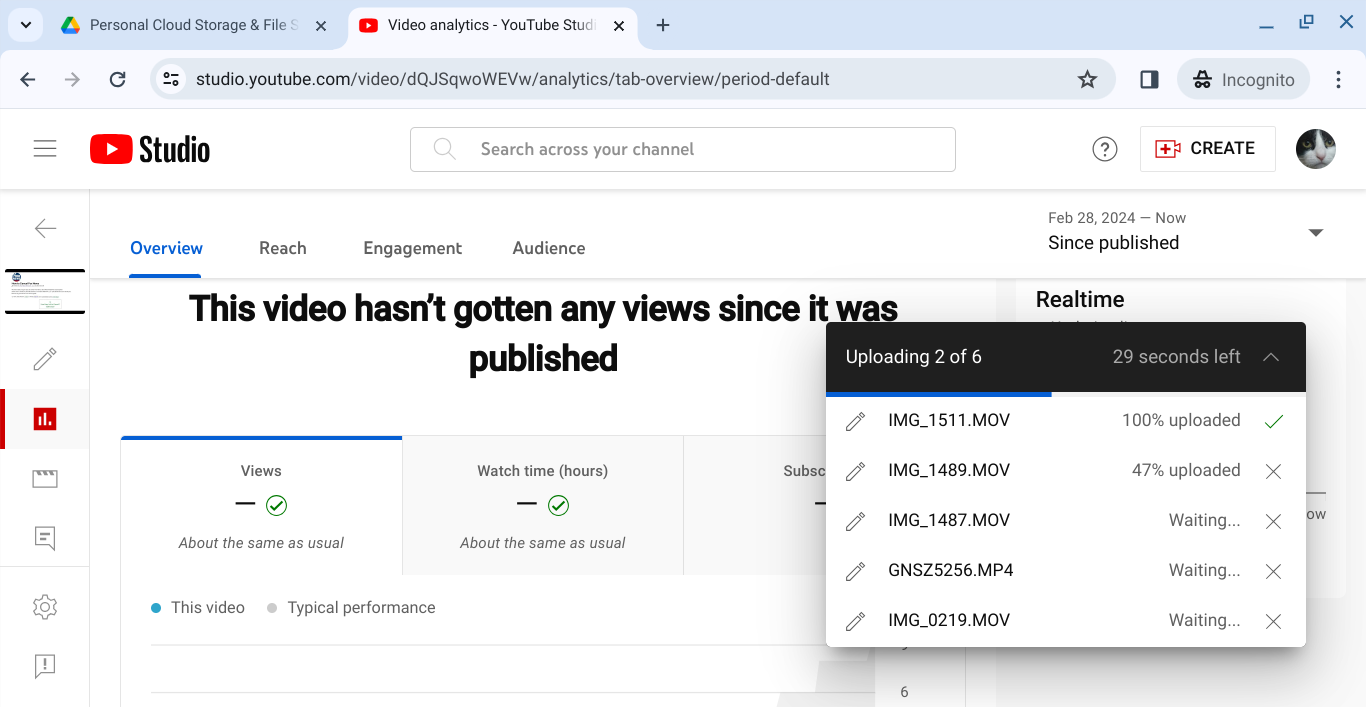 Personal Cloud Storage & File S
Video analytics - YouTube Studi
studio.youtube.com/video/dQJSqwoWEVw/analytics/tab-overview/period-default
Incognito
Studio
Search across your channel
CREATE
Overview
Reach
Engagement
Audience
Feb 28, 2024 — Now
Since published
This video hasn't gotten any views since it was
published
Realtime
Uploading 2 of 6
29 seconds left
IMG_1511.MOV
100% uploaded
IMG_1489.MOV
47% uploaded
IMG_1487.MOV
Waiting...
GNSZ5256.MP4
Waiting...
IMG_0219.MOV
Waiting...
Views
—
About the same as usual
Watch time (hours)
—
About the same as usual
Subsc
—
ow
This video
Typical performance
6